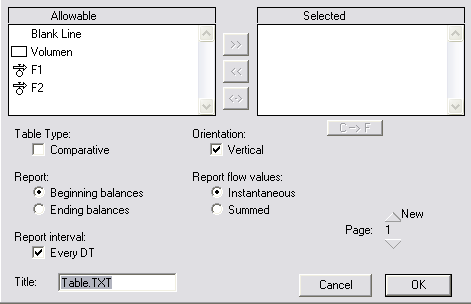 Allowable Selected
Blank Line
Volumen
F1
F2
>>
<<
<->
C -> F
Table Type: Orientation:
Comparative Vertical
Report: Report flow values:
Beginning balances Instantaneous
Ending balances Summed
New
Page: 1
Report interval:
Every DT
Title: Table.TXT Cancel OK